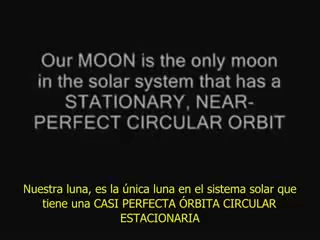 Our MOON is the only moon
in the solar system that has a
STATIONARY, NEAR-
PERFECT CIRCULAR ORBIT
Nuestra luna, es la única luna en el sistema solar que
tiene una CASI PERFECTA ÓRBITA CIRCULAR
ESTACIONARIA